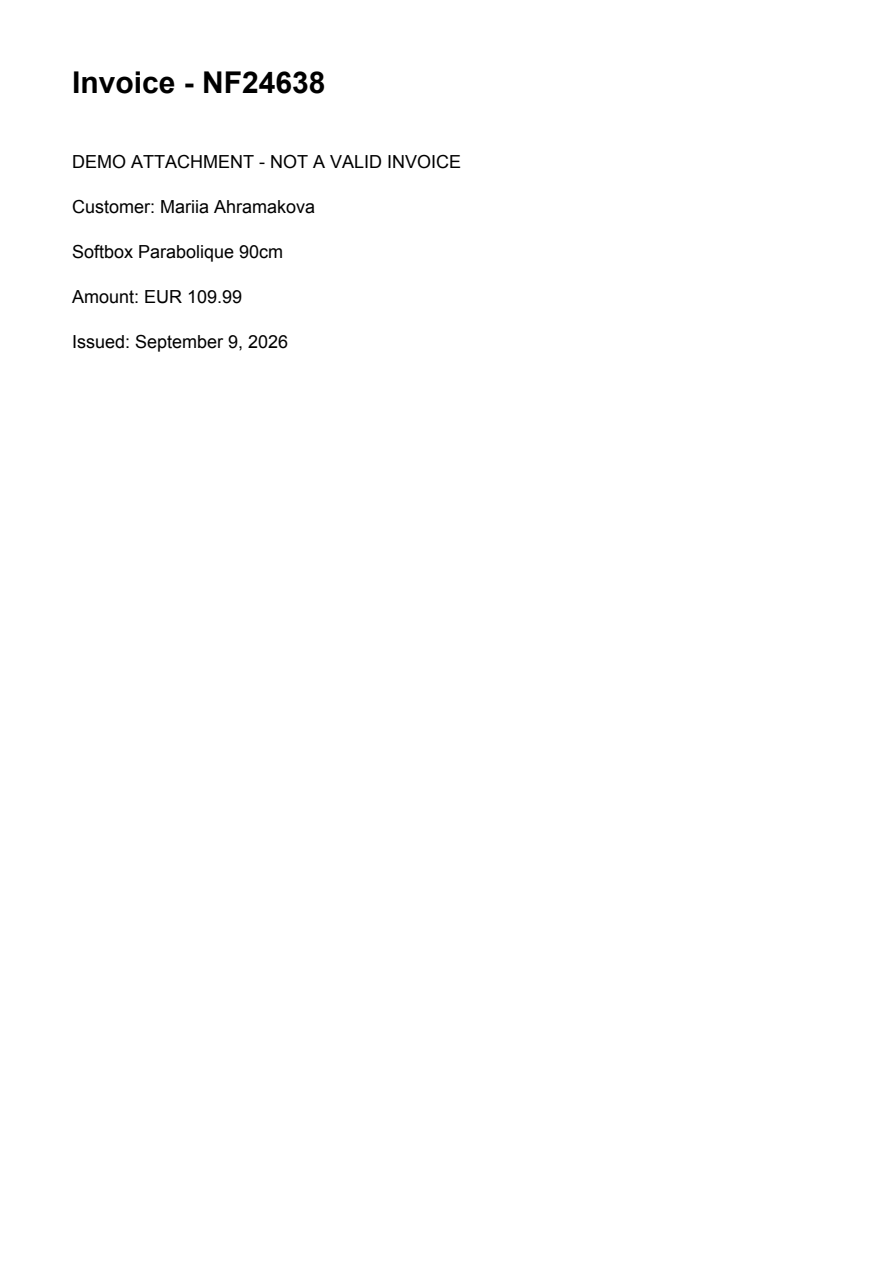 Invoice - NF24638
DEMO ATTACHMENT - NOT A VALID INVOICE
Customer: Mariia Ahramakova
Softbox Parabolique 90cm
Amount: EUR 109.99
Issued: September 9, 2026